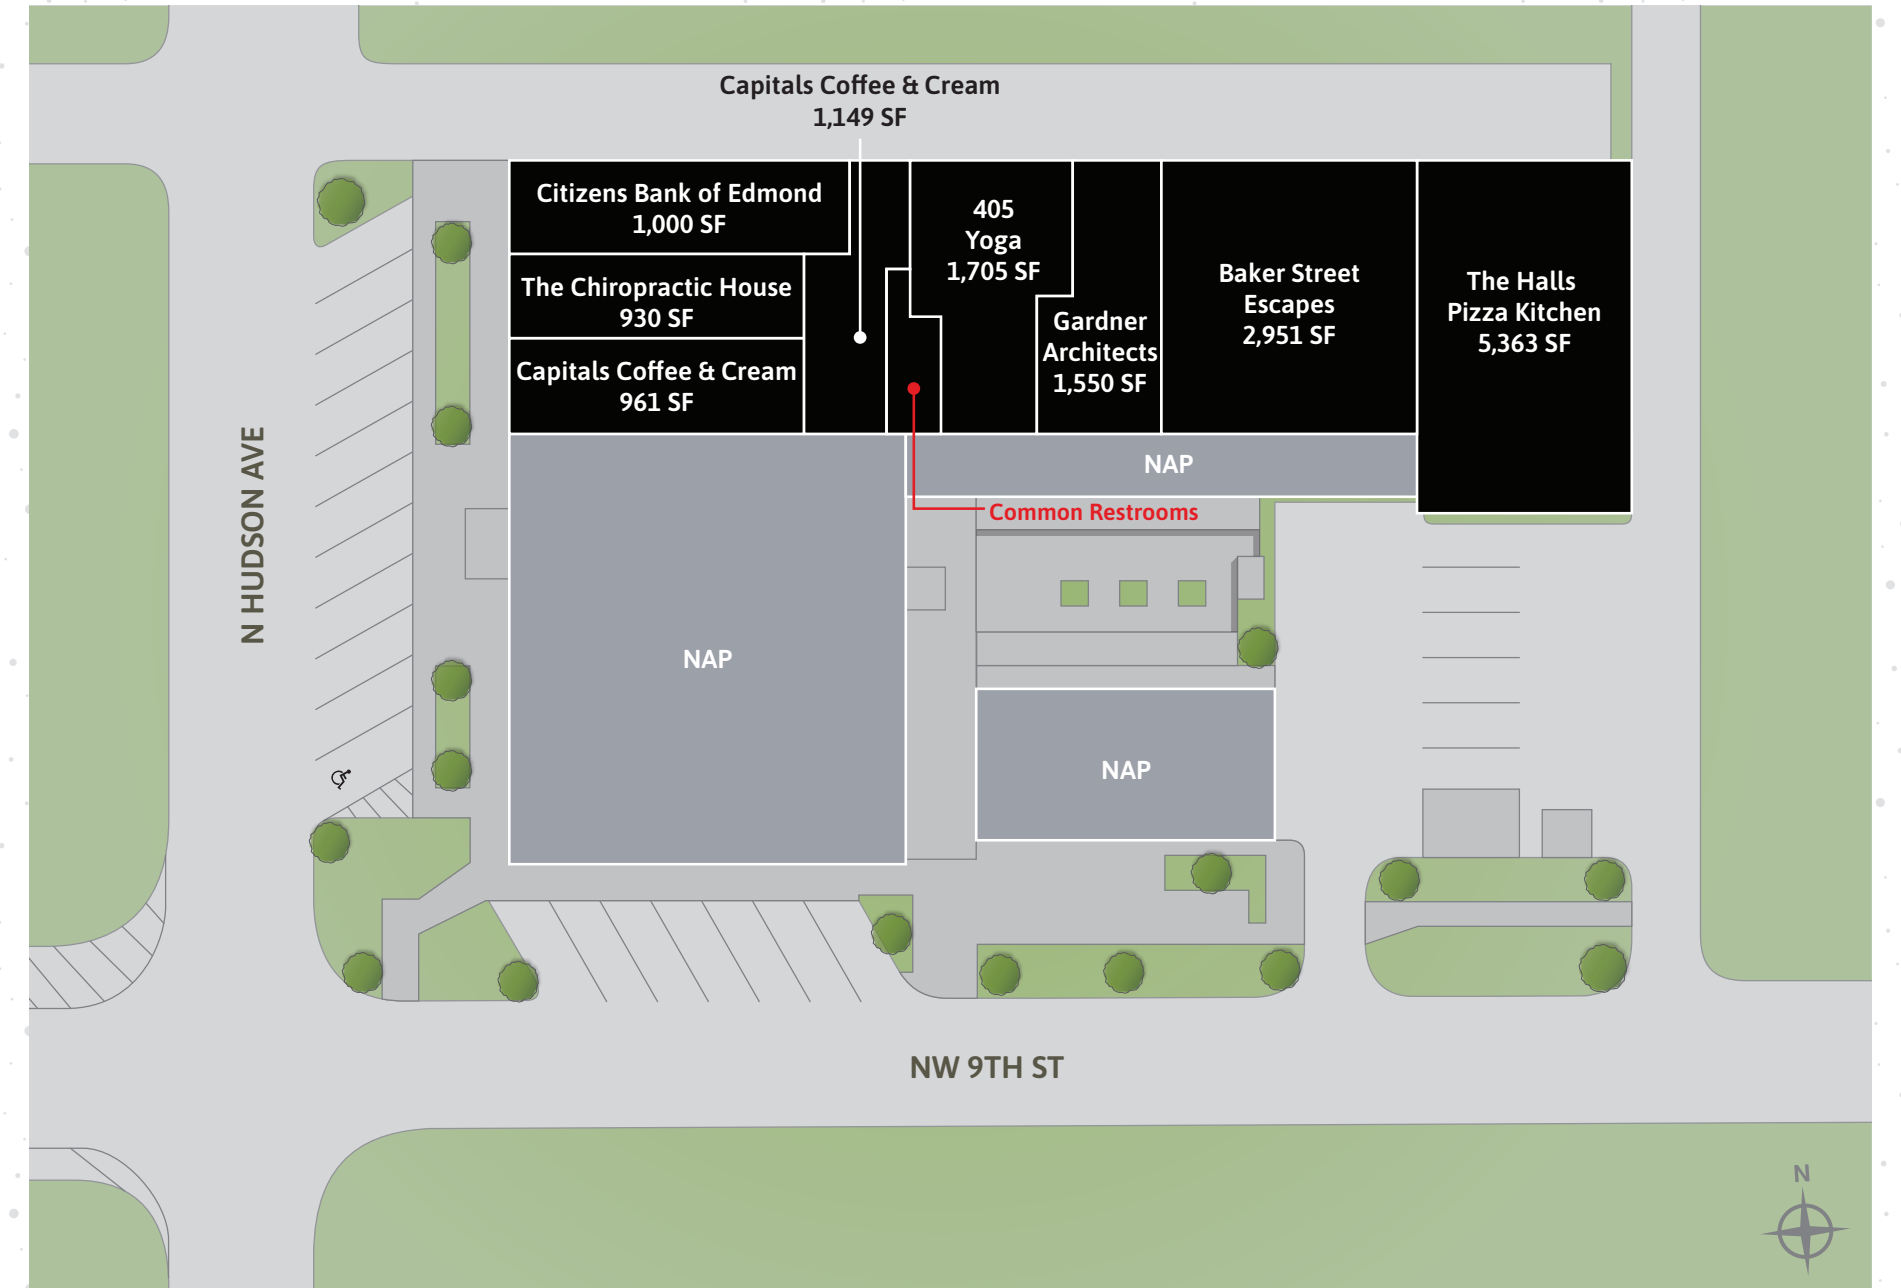 Capitals Coffee & Cream
1,149 SF
Citizens Bank of Edmond
1,000 SF
The Chiropractic House
930 SF
Capitals Coffee & Cream
961 SF
405
Yoga
1,705 SF
Gardner
Architects
1,550 SF
Baker Street
Escapes
2,951 SF
The Halls
Pizza Kitchen
5,363 SF
NAP
Common Restrooms
NAP
NAP
N HUDSON AVE
NW 9TH ST
N